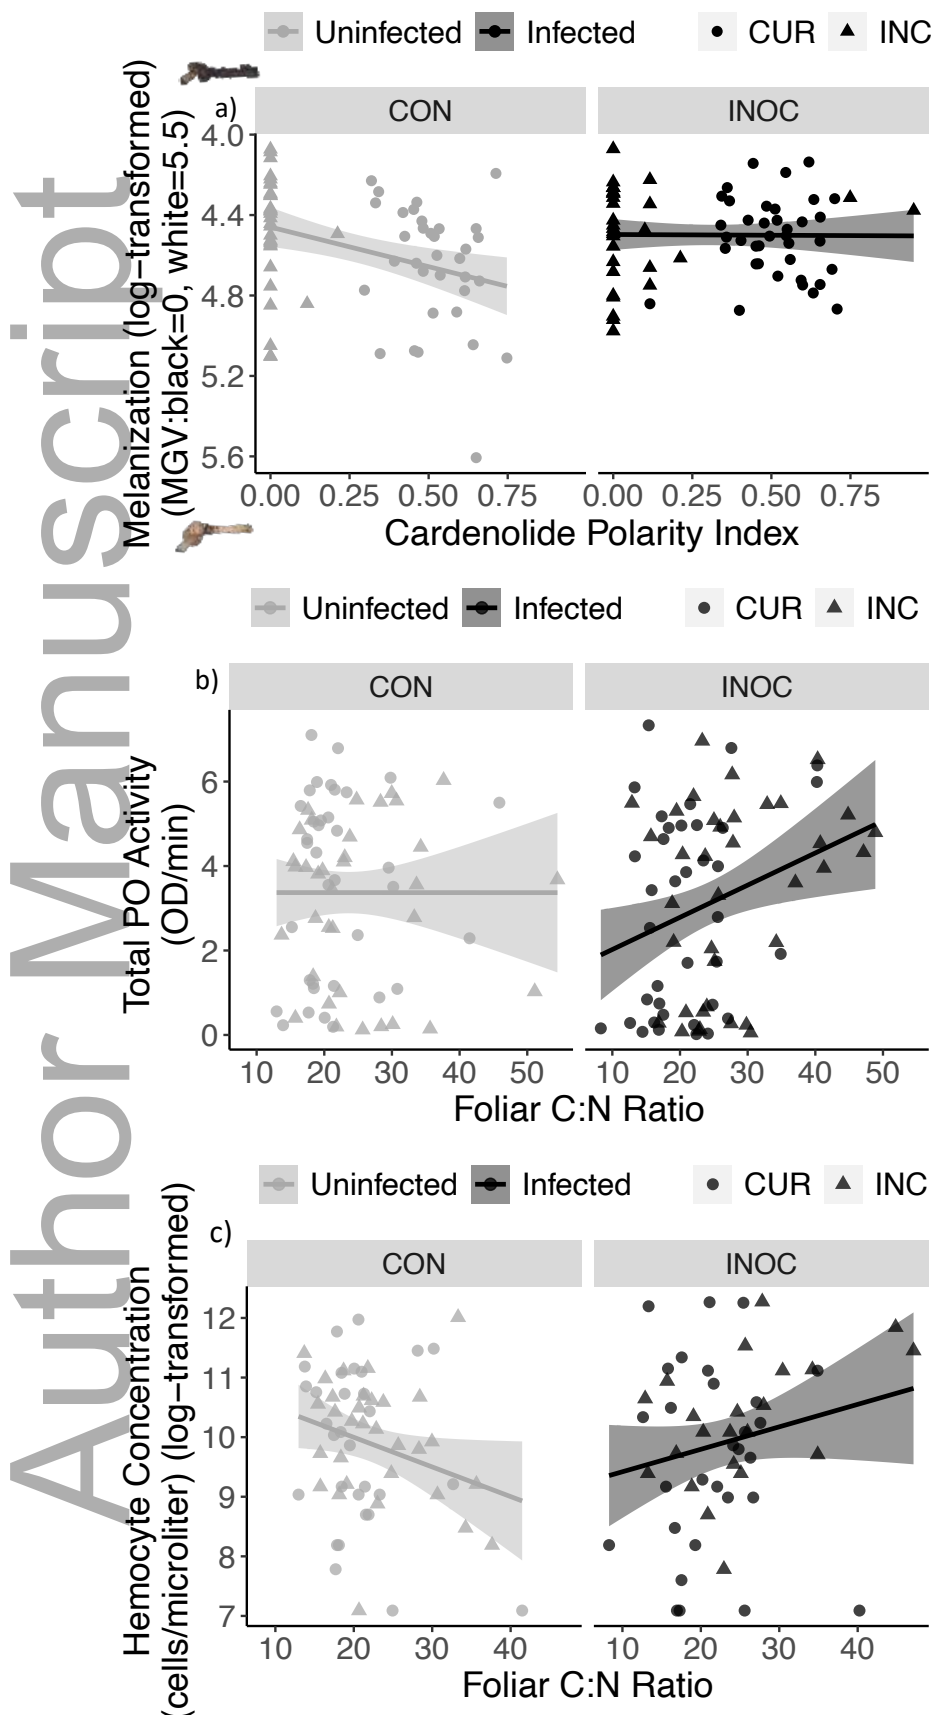 Uninfected Infected CUR INC
a)
CON INOC
Melanization (log−transformed)
(MGV:black=0, white=5.5)
4.0
4.4
4.8
5.2
5.6
0.00 0.25 0.50 0.75 0.00 0.25 0.50 0.75
Cardenolide Polarity Index
Uninfected Infected CUR INC
b)
CON INOC
Total PO Activity
(OD/min)
6
4
2
0
10 20 30 40 50 10 20 30 40 50
Foliar C:N Ratio
Uninfected Infected CUR INC
c)
CON INOC
Hemocyte Concentration
(cells/microliter) (log−transformed)
12
11
10
9
8
7
10 20 30 40 10 20 30 40
Foliar C:N Ratio
Author Manuscript